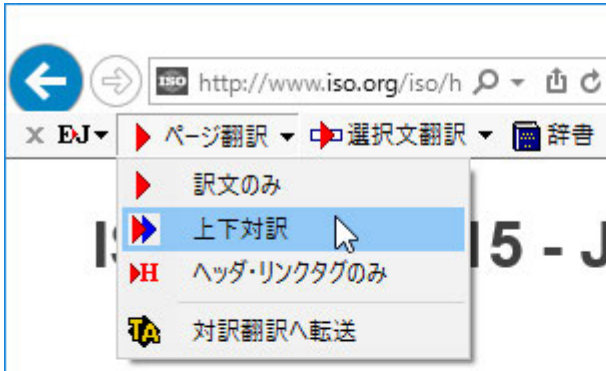 ISO http://www.iso.org/iso/h
× EJ ページ翻訳 選択文翻訳 辞書
訳文のみ
上下対訳
15 - J
H ヘッダ・リンクタグのみ
TA 対訳翻訳へ転送